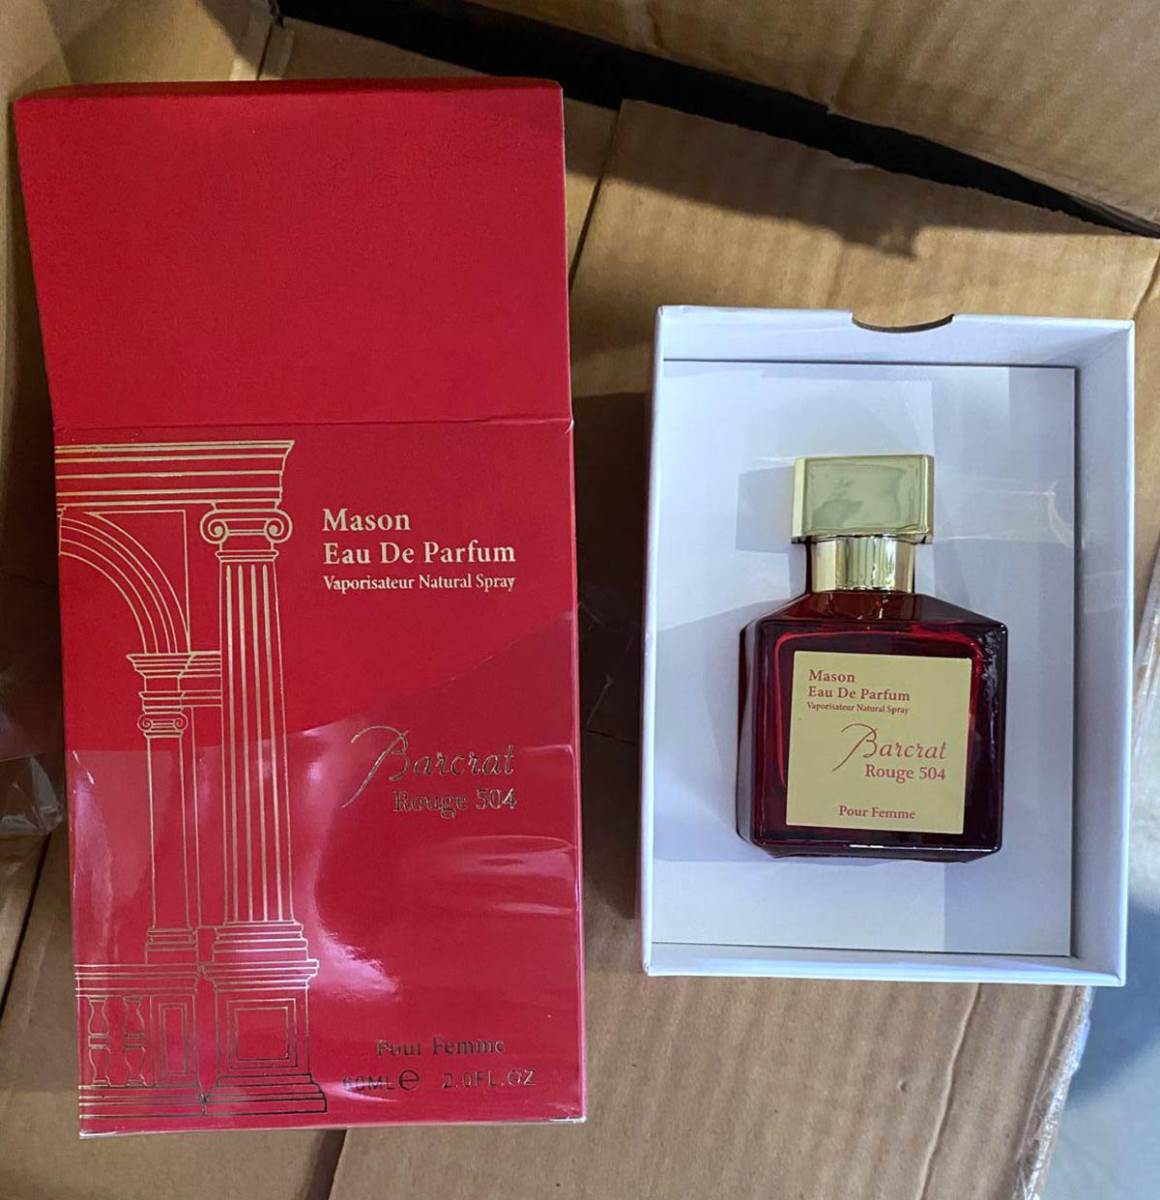 Mason
Eau De Parfum
Vaporisateur Natural Spray
Barcrat
Rouge 504
Pour Femme
60ML e 2.0FL.OZ
Mason
Eau De Parfum
Vaporisateur Natural Spray
Barcrat
Rouge 504
Pour Femme